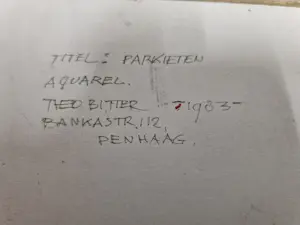 TITEL: PARKIETEN
AQUAREL.
THEO BITTER -1983-
BANKASTR. 112,
DEN HAAG.